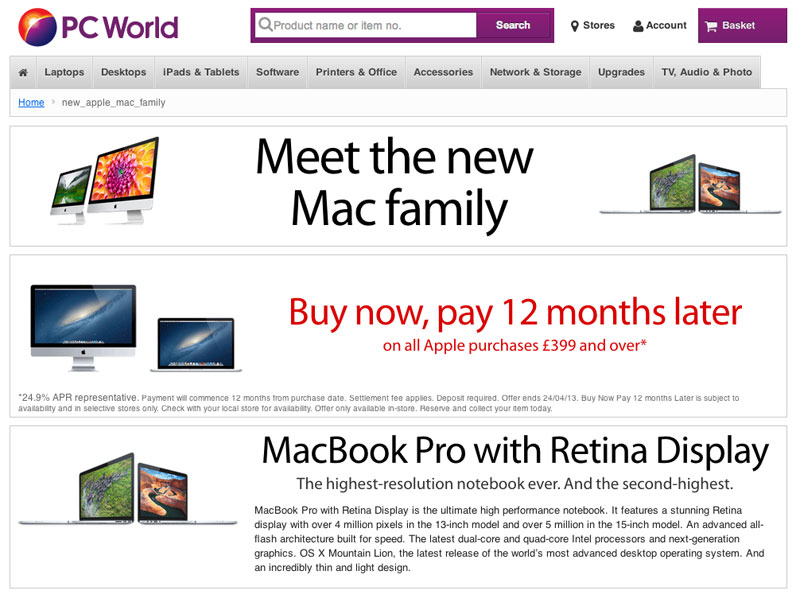 PC World
Product name or item no.
Search
Stores
Account
Basket
Laptops
Desktops
iPads & Tablets
Software
Printers & Office
Accessories
Network & Storage
Upgrades
TV, Audio & Photo
Home › new_apple_mac_family
Meet the new
Mac family
Buy now, pay 12 months later
on all Apple purchases £399 and over*
*24.9% APR representative. Payment will commence 12 months from purchase date. Settlement fee applies. Deposit required. Offer ends 24/04/13. Buy Now Pay 12 months Later is subject to
availability and in selective stores only. Check with your local store for availability. Offer only available in-store. Reserve and collect your item today.
MacBook Pro with Retina Display
The highest-resolution notebook ever. And the second-highest.
MacBook Pro with Retina Display is the ultimate high performance notebook. It features a stunning Retina
display with over 4 million pixels in the 13-inch model and over 5 million in the 15-inch model. An advanced all-
flash architecture built for speed. The latest dual-core and quad-core Intel processors and next-generation
graphics. OS X Mountain Lion, the latest release of the world's most advanced desktop operating system. And
an incredibly thin and light design.